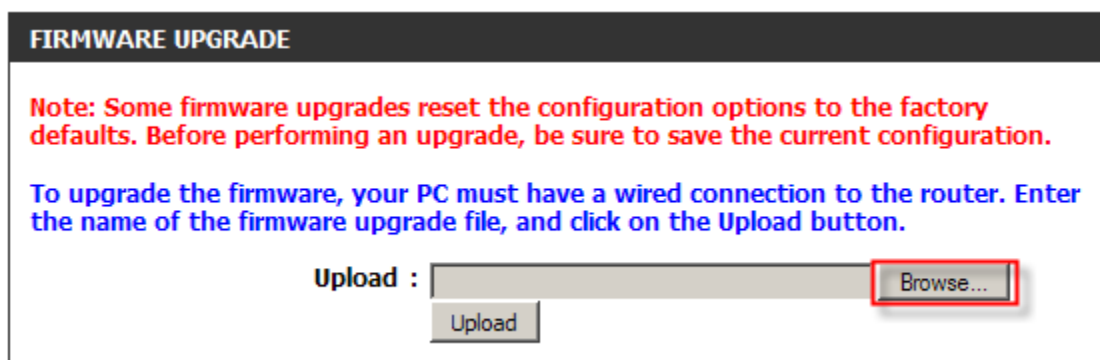 FIRMWARE UPGRADE
Note: Some firmware upgrades reset the configuration options to the factory
defaults. Before performing an upgrade, be sure to save the current configuration.
To upgrade the firmware, your PC must have a wired connection to the router. Enter
the name of the firmware upgrade file, and click on the Upload button.
Upload : Browse...
Upload